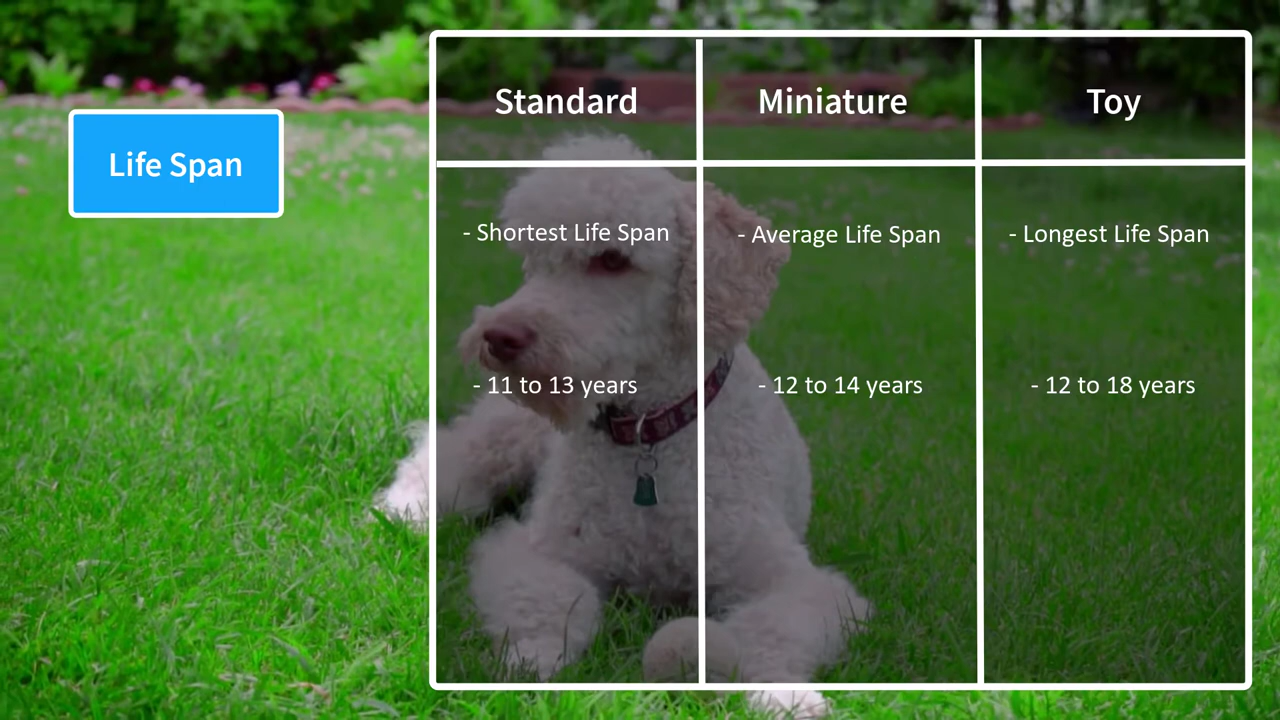 Life Span
Standard
Miniature
Toy
- Shortest Life Span
- Average Life Span
- Longest Life Span
- 11 to 13 years
- 12 to 14 years
- 12 to 18 years